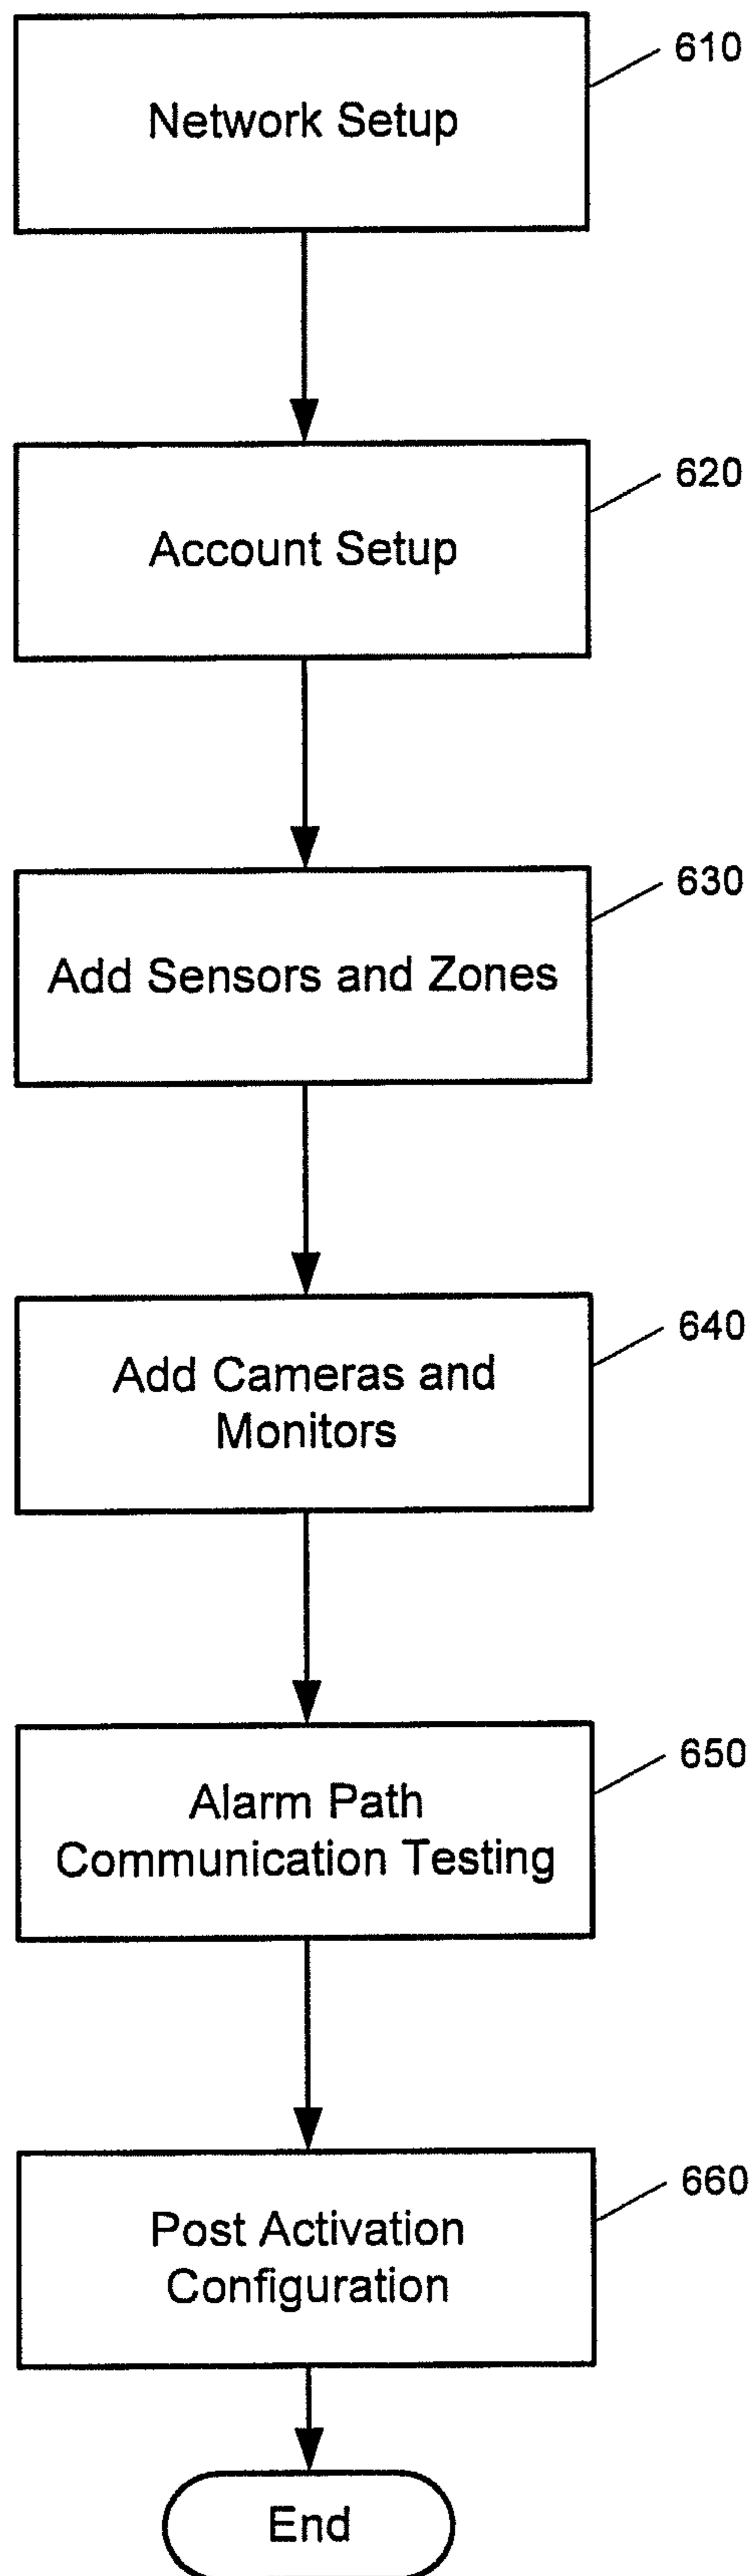 610
Network Setup
620
Account Setup
630
Add Sensors and Zones
640
Add Cameras and
Monitors
650
Alarm Path
Communication Testing
660
Post Activation
Configuration
End